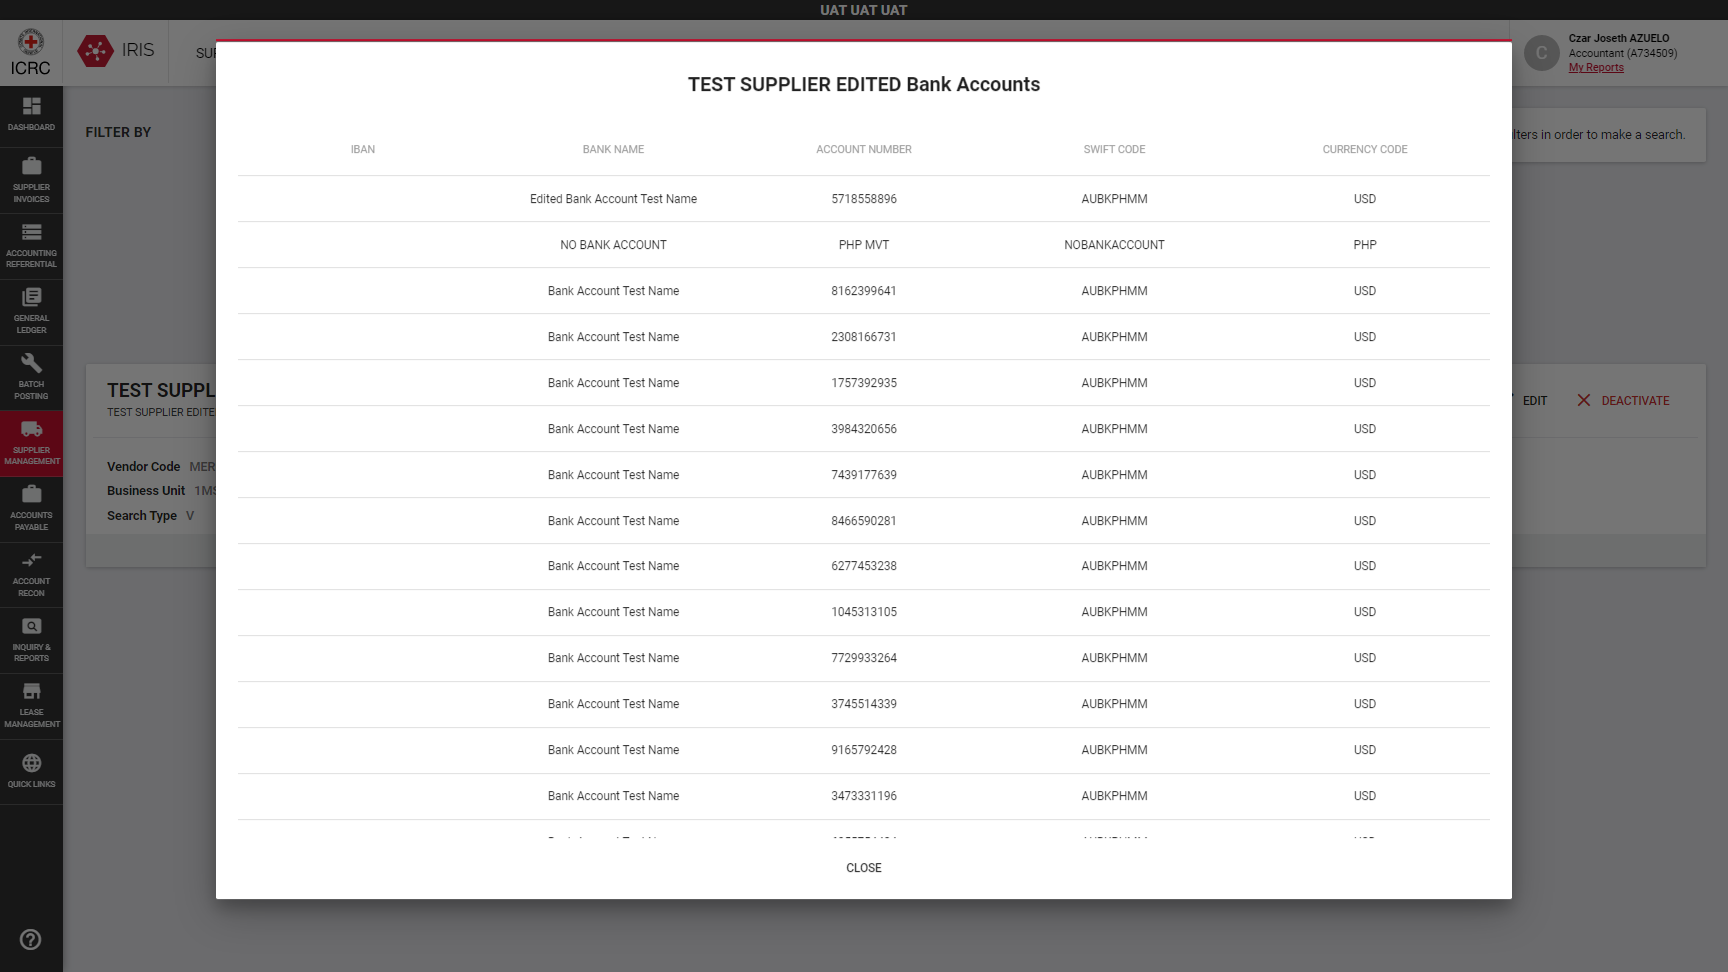 UAT UAT UAT
ICRC
IRIS
SUP
C
Czar Joseth AZUELO
Accountant (A734509)
My Reports
DASHBOARD
SUPPLIER
INVOICES
ACCOUNTING
REFERENTIAL
GENERAL
LEDGER
BATCH
POSTING
SUPPLIER
MANAGEMENT
ACCOUNTS
PAYABLE
ACCOUNT
RECON
INQUIRY &
REPORTS
LEASE
MANAGEMENT
QUICK LINKS
FILTER BY
ilters in order to make a search.
TEST SUPPL
TEST SUPPLIER EDITE
EDIT
DEACTIVATE
Vendor Code MER
Business Unit 1MS
Search Type V
TEST SUPPLIER EDITED Bank Accounts
IBAN BANK NAME ACCOUNT NUMBER SWIFT CODE CURRENCY CODE
Edited Bank Account Test Name 5718558896 AUBKPHMM USD
NO BANK ACCOUNT PHP MVT NOBANKACCOUNT PHP
Bank Account Test Name 8162399641 AUBKPHMM USD
Bank Account Test Name 2308166731 AUBKPHMM USD
Bank Account Test Name 1757392935 AUBKPHMM USD
Bank Account Test Name 3984320656 AUBKPHMM USD
Bank Account Test Name 7439177639 AUBKPHMM USD
Bank Account Test Name 8466590281 AUBKPHMM USD
Bank Account Test Name 6277453238 AUBKPHMM USD
Bank Account Test Name 1045313105 AUBKPHMM USD
Bank Account Test Name 7729933264 AUBKPHMM USD
Bank Account Test Name 3745514339 AUBKPHMM USD
Bank Account Test Name 9165792428 AUBKPHMM USD
Bank Account Test Name 3473331196 AUBKPHMM USD
CLOSE